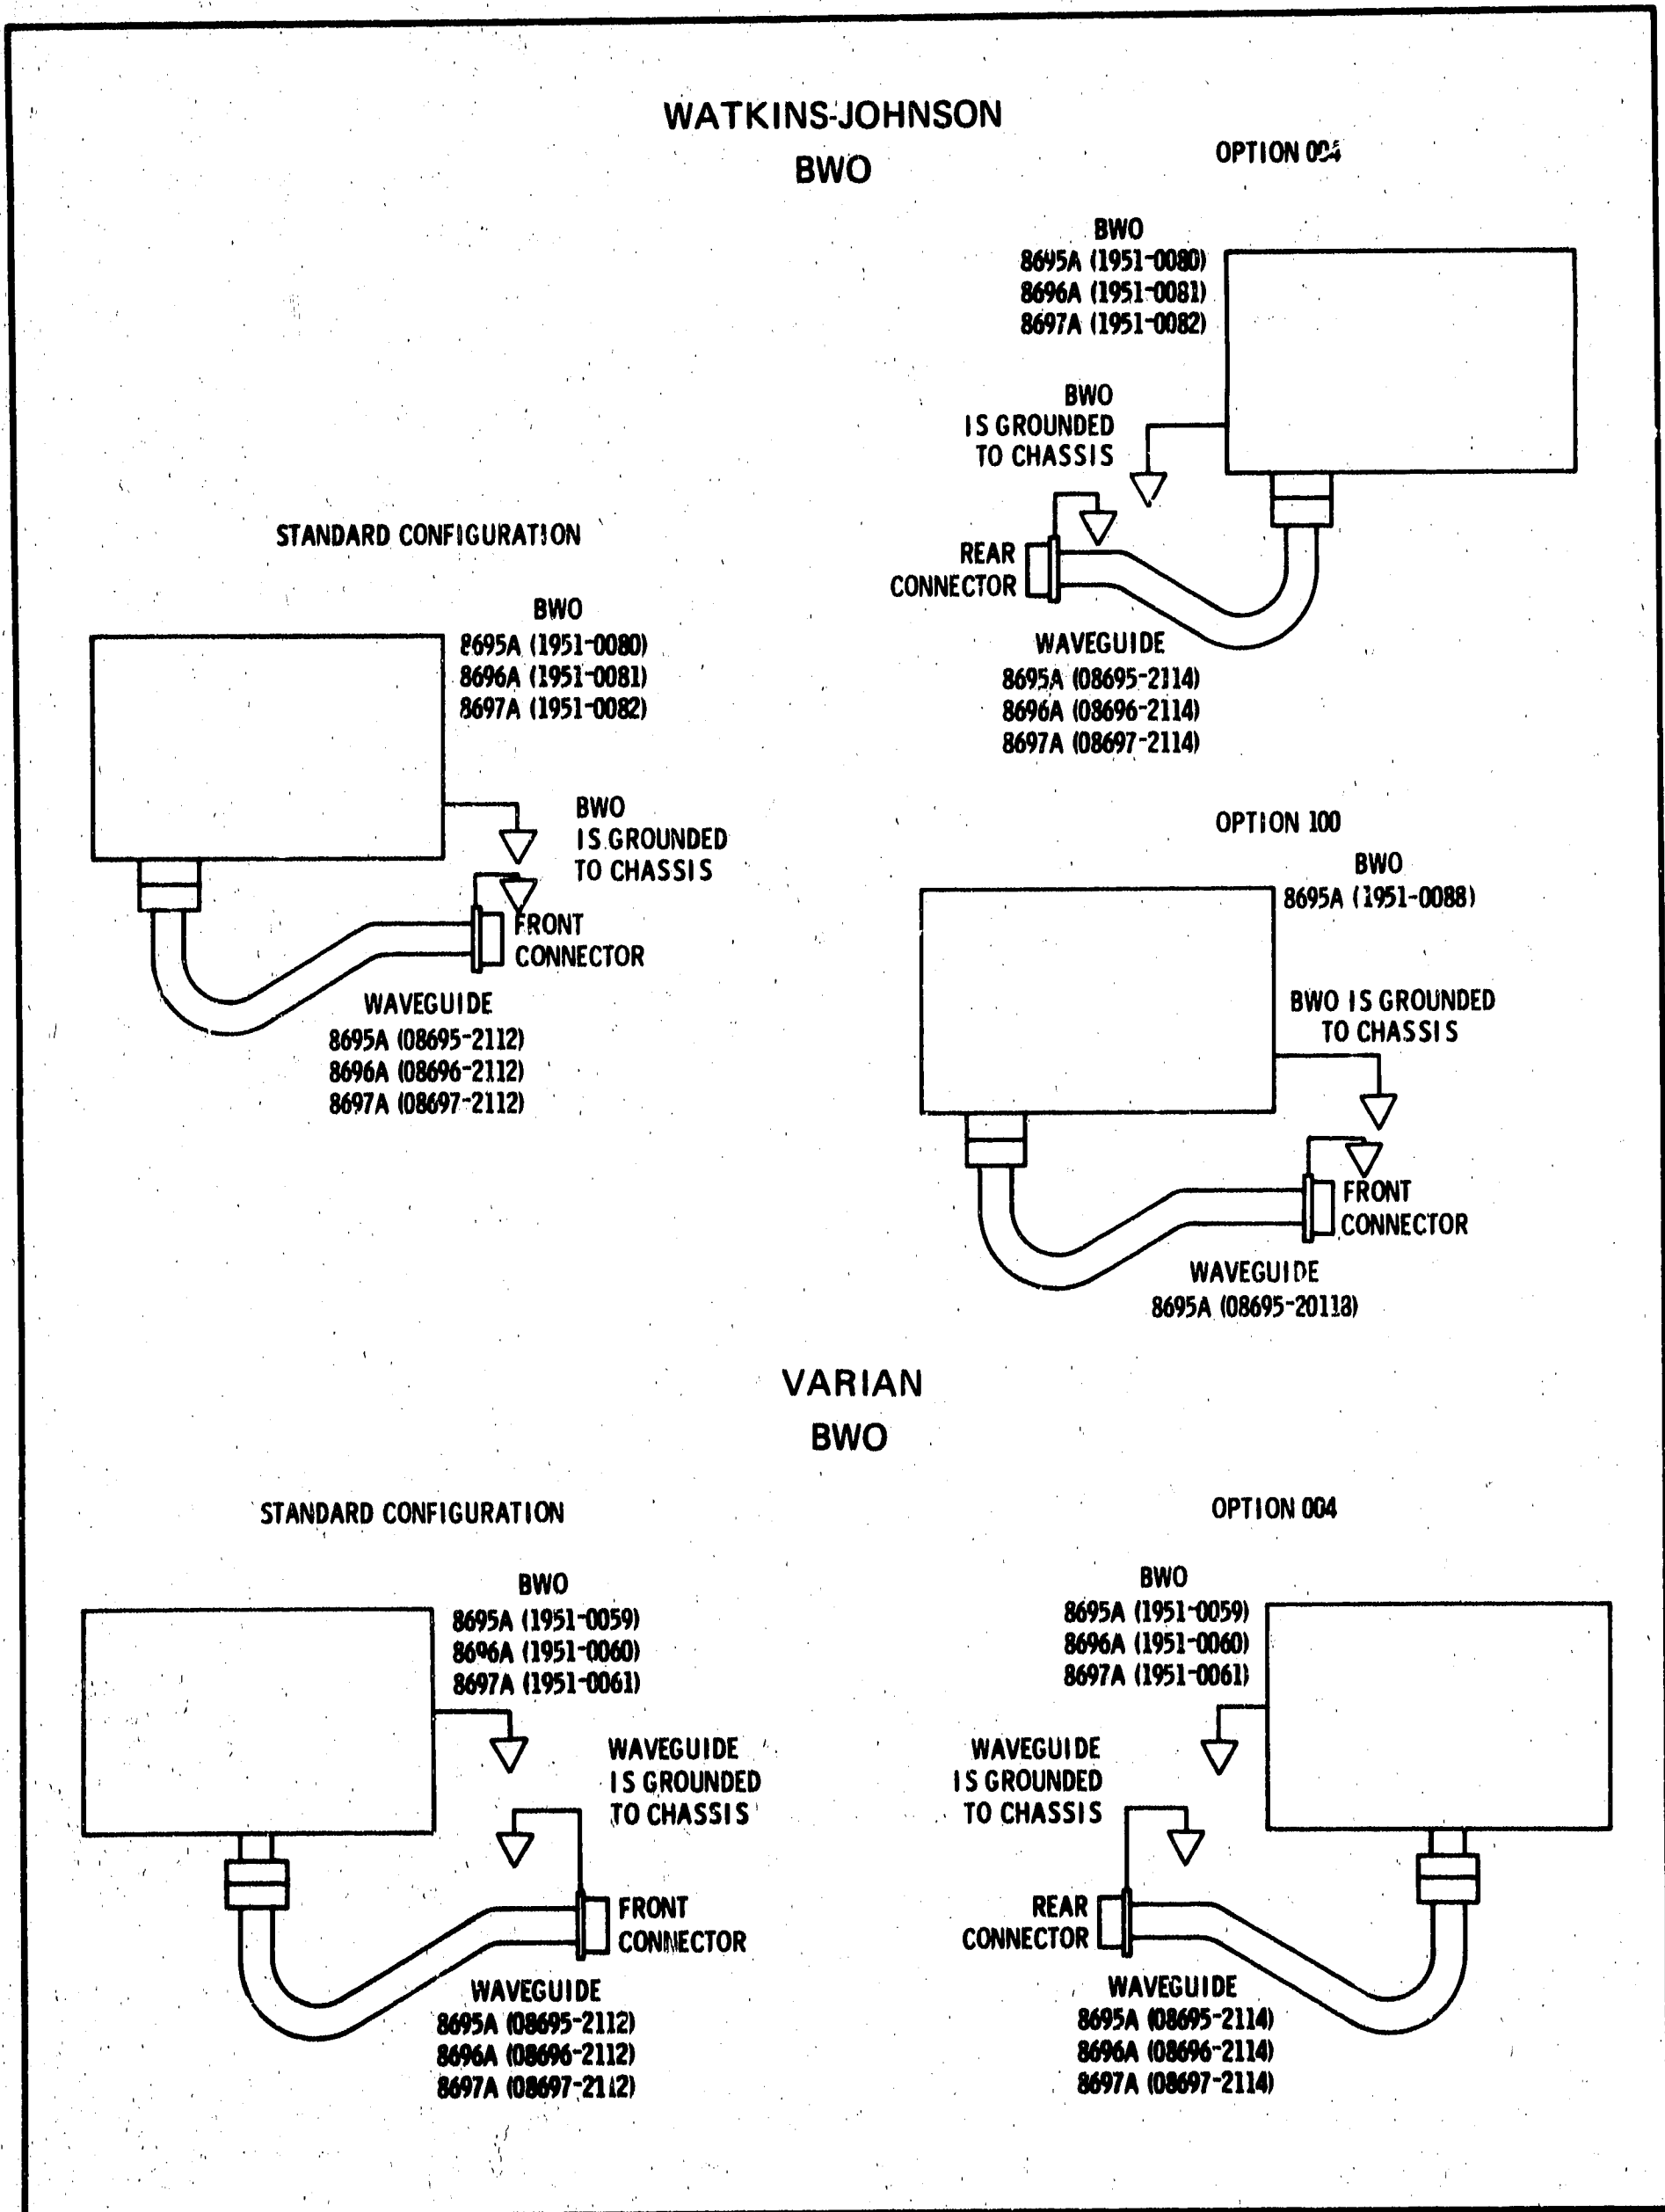 WATKINS-JOHNSON
BWO
OPTION 004
BWO
8695A (1951-0080)
8696A (1951-0081)
8697A (1951-0082)
BWO
IS GROUNDED
TO CHASSIS
REAR
CONNECTOR
WAVEGUIDE
8695A (08695-2114)
8696A (08696-2114)
8697A (08697-2114)
STANDARD CONFIGURATION
BWO
8695A (1951-0080)
8696A (1951-0081)
8697A (1951-0082)
BWO
IS GROUNDED
TO CHASSIS
FRONT
CONNECTOR
WAVEGUIDE
8695A (08695-2112)
8696A (08696-2112)
8697A (08697-2112)
OPTION 100
BWO
8695A (1951-0088)
BWO IS GROUNDED
TO CHASSIS
FRONT
CONNECTOR
WAVEGUIDE
8695A (08695-20113)
VARIAN
BWO
STANDARD CONFIGURATION
BWO
8695A (1951-0059)
8696A (1951-0060)
8697A (1951-0061)
WAVEGUIDE
IS GROUNDED
TO CHASSIS
FRONT
CONNECTOR
WAVEGUIDE
8695A (08695-2112)
8696A (08696-2112)
8697A (08697-2112)
OPTION 004
BWO
8695A (1951-0059)
8696A (1951-0060)
8697A (1951-0061)
WAVEGUIDE
IS GROUNDED
TO CHASSIS
REAR
CONNECTOR
WAVEGUIDE
8695A (08695-2114)
8696A (08696-2114)
8697A (08697-2114)